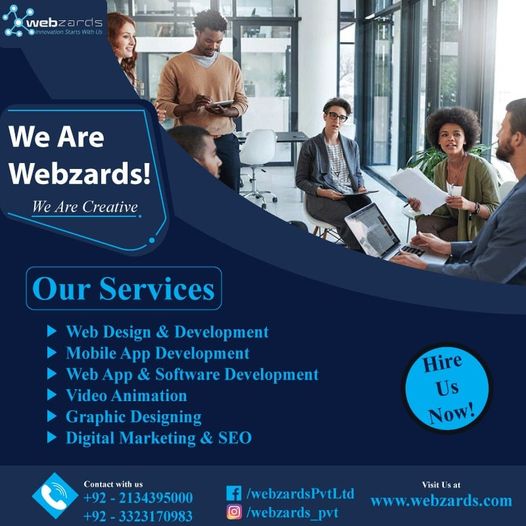 webzards
Innovation Starts With Us
We Are
Webzards!
We Are Creative
Our Services
Web Design & Development
Mobile App Development
Web App & Software Development
Video Animation
Graphic Designing
Digital Marketing & SEO
Hire
Us
Now!
Contact with us
+92 - 2134395000
+92 - 3323170983
/webzardsPvtLtd
/webzards_pvt
Visit Us at
www.webzards.com